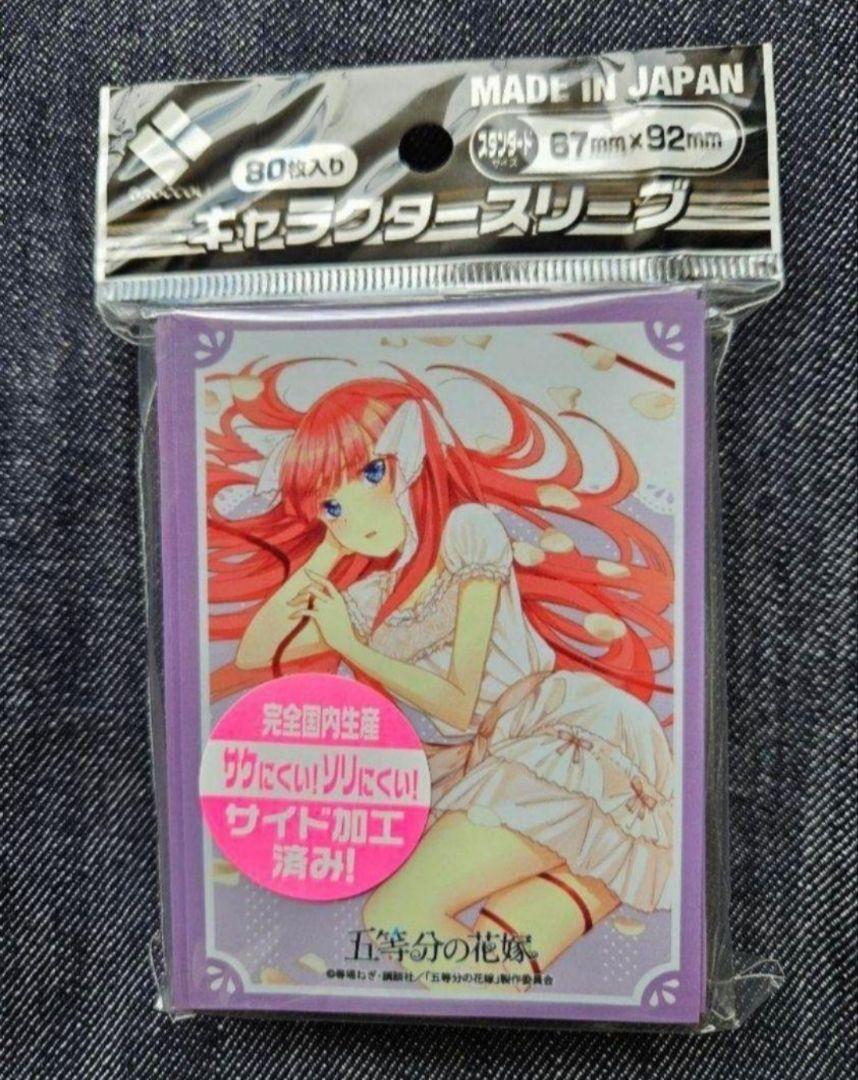 MADE IN JAPAN
スタンダード
サイズ
67mm×92mm
80枚入り
キャラクタースリーブ
完全国内生産
サケにくい!ソリにくい!
サイド加工
済み!
五等分の花嫁
©春場ねぎ・講談社／「五等分の花嫁」製作委員会